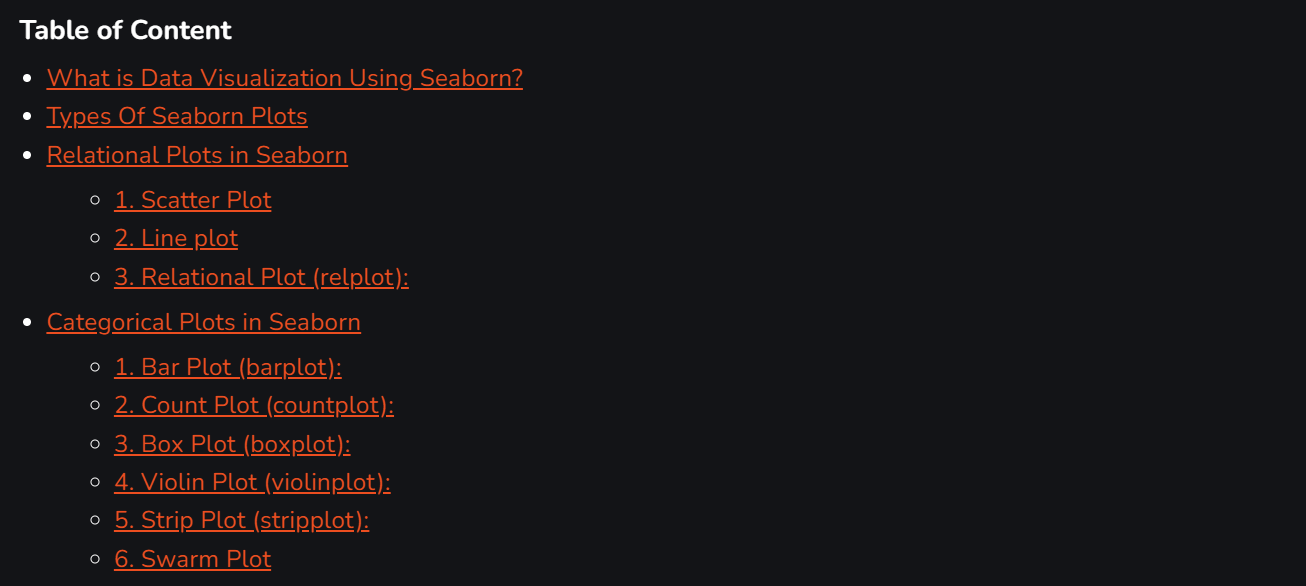 Table of Content
What is Data Visualization Using Seaborn?
Types Of Seaborn Plots
Relational Plots in Seaborn
1. Scatter Plot
2. Line plot
3. Relational Plot (relplot):
Categorical Plots in Seaborn
1. Bar Plot (barplot):
2. Count Plot (countplot):
3. Box Plot (boxplot):
4. Violin Plot (violinplot):
5. Strip Plot (stripplot):
6. Swarm Plot